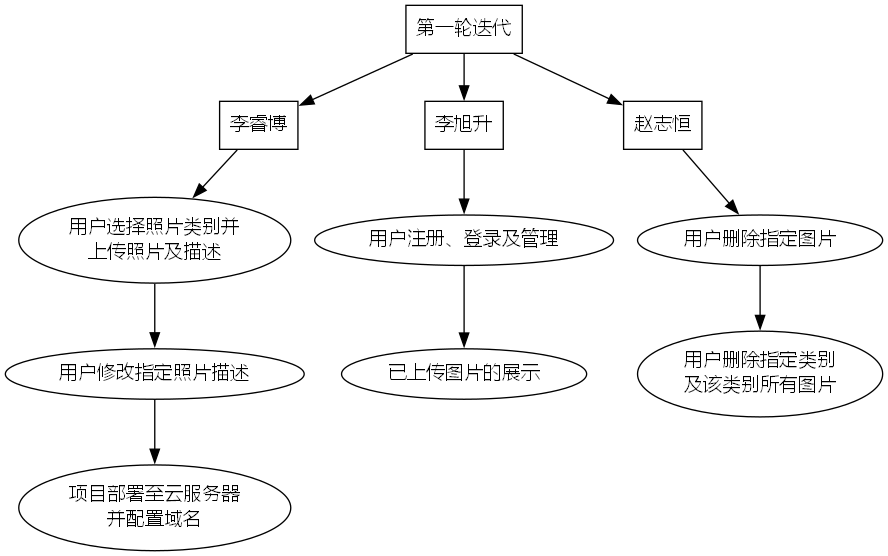 第一轮迭代
李睿博
李旭升
赵志恒
用户选择照片类别并
上传照片及描述
用户注册、登录及管理
用户删除指定图片
用户修改指定照片描述
已上传图片的展示
用户删除指定类别
及该类别所有图片
项目部署至云服务器
并配置域名